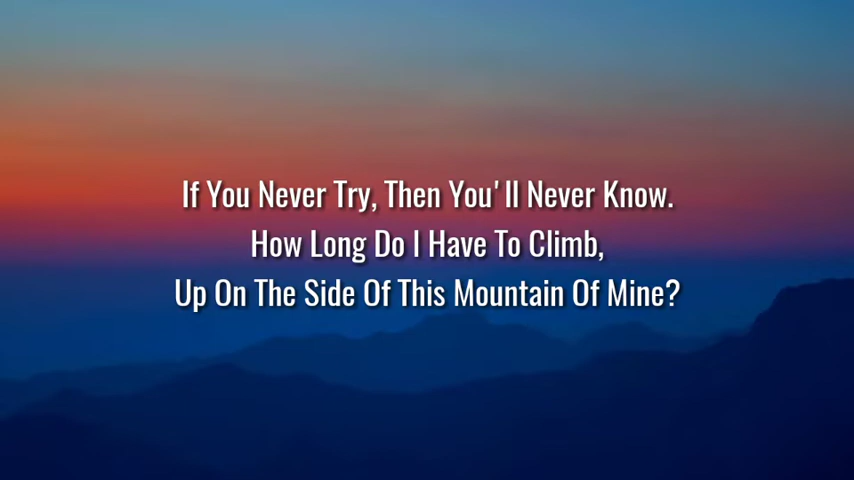 If You Never Try, Then You'll Never Know.
How Long Do I Have To Climb,
Up On The Side Of This Mountain Of Mine?